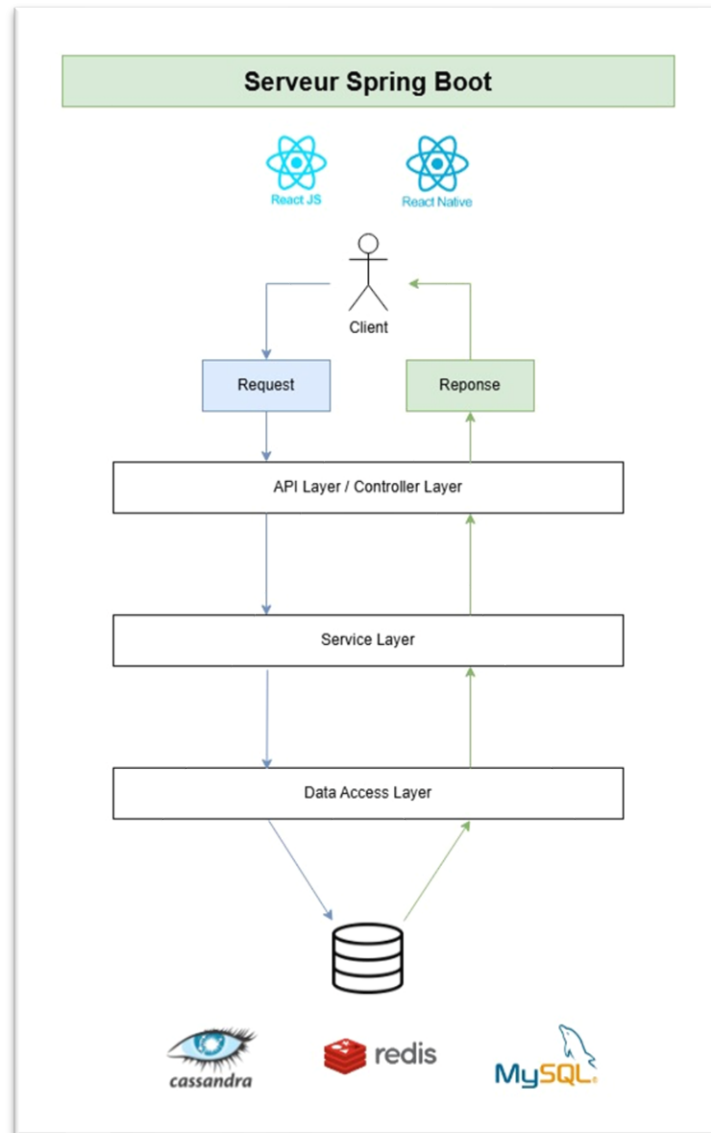 Serveur Spring Boot
React JS
React Native
Client
Request
Reponse
API Layer / Controller Layer
Service Layer
Data Access Layer
cassandra
redis
MySQL®